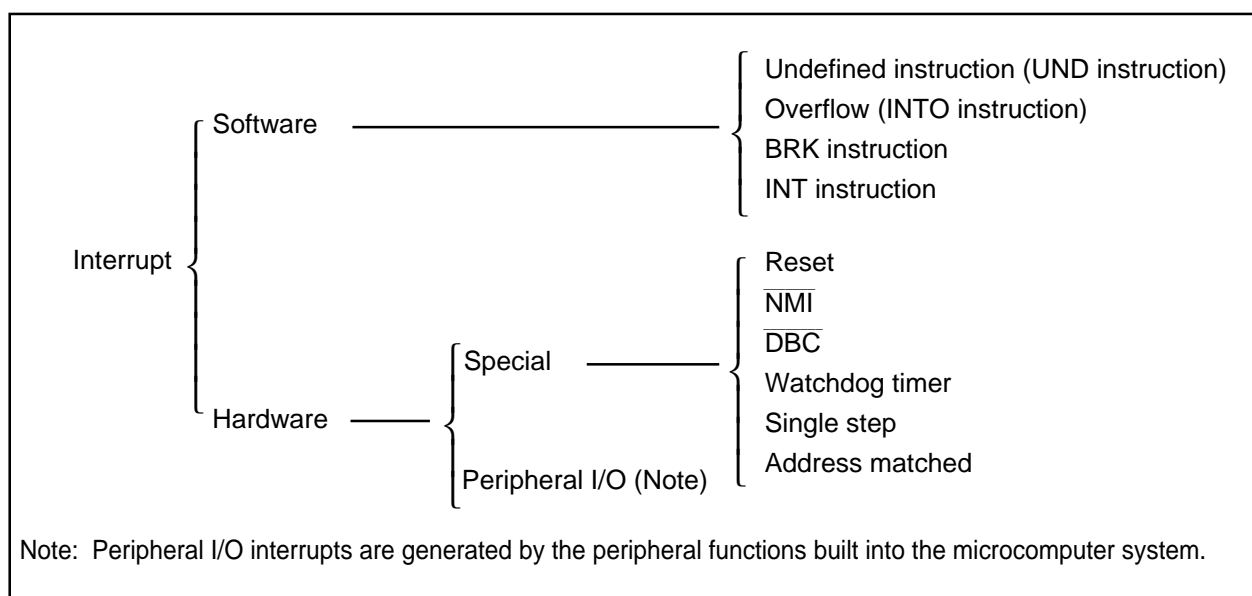 Interrupt
Software
Undefined instruction (UND instruction)
Overflow (INTO instruction)
BRK instruction
INT instruction
Hardware
Special
Reset
N̅M̅I̅
D̅B̅C̅
Watchdog timer
Single step
Address matched
Peripheral I/O (Note)
Note: Peripheral I/O interrupts are generated by the peripheral functions built into the microcomputer system.